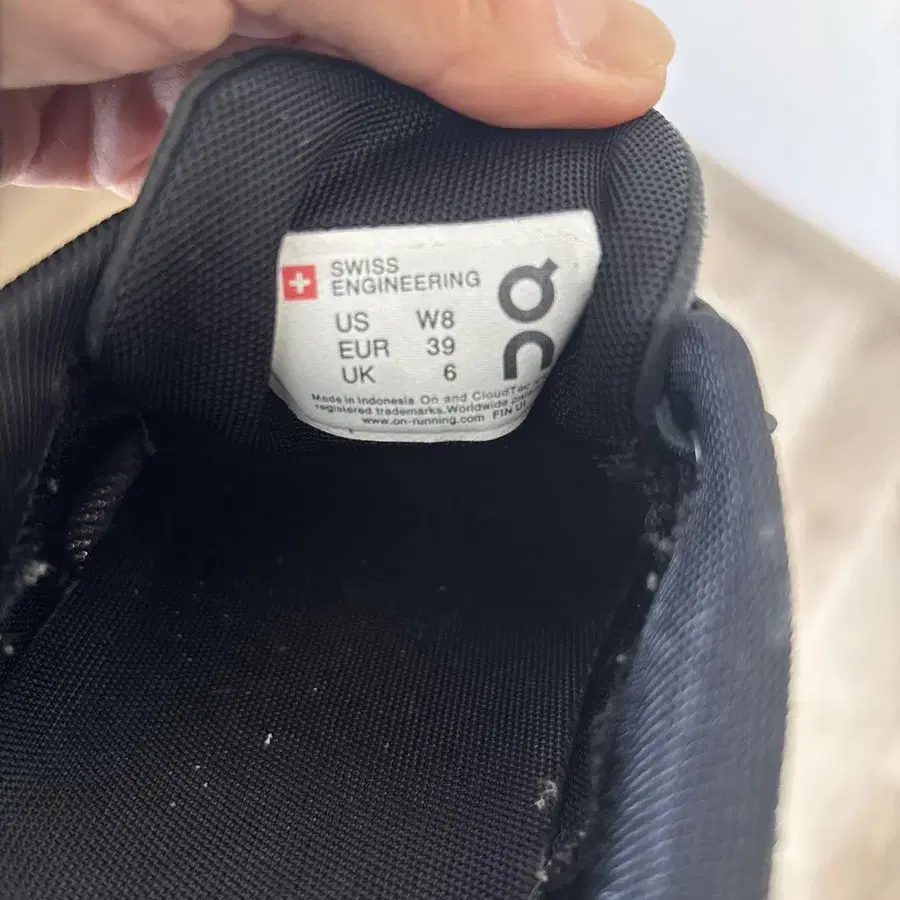 SWISS
ENGINEERING
US W8
EUR 39
UK 6
Made in Indonesia On and CloudTec
registered trademarks. Worldwide
www.on-running.com FIN